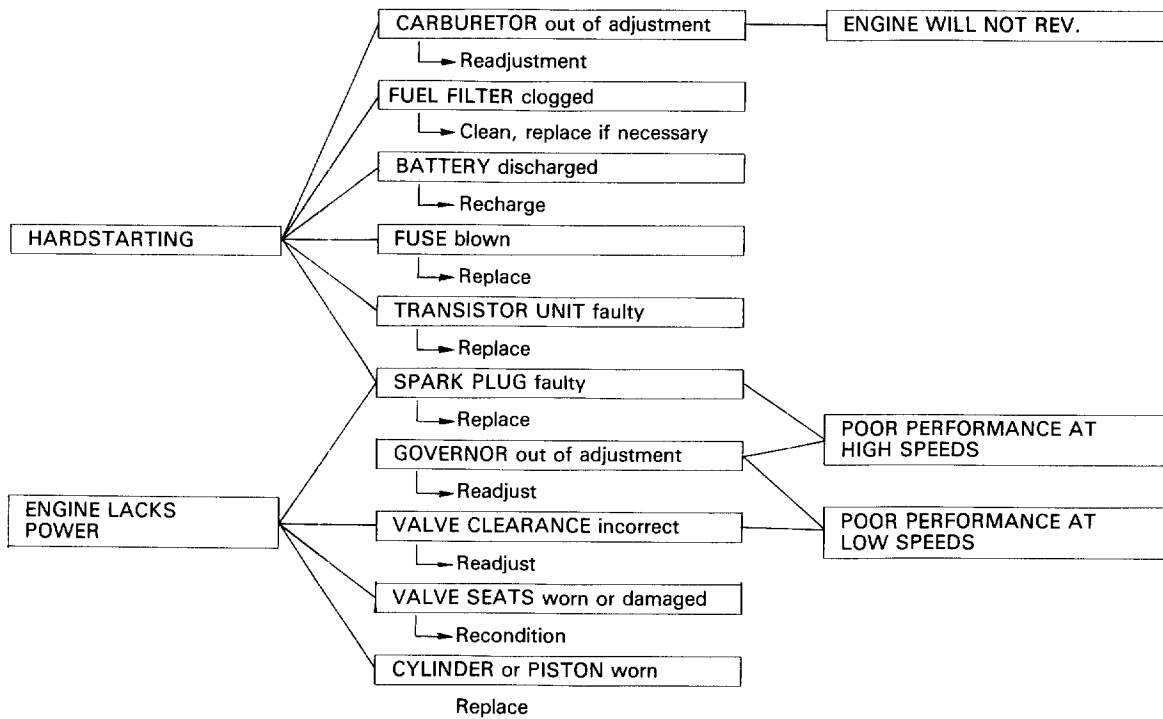 CARBURETOR out of adjustment
ENGINE WILL NOT REV.
Readjustment
FUEL FILTER clogged
Clean, replace if necessary
BATTERY discharged
Recharge
HARDSTARTING
FUSE blown
Replace
TRANSISTOR UNIT faulty
Replace
SPARK PLUG faulty
Replace
POOR PERFORMANCE AT
HIGH SPEEDS
GOVERNOR out of adjustment
Readjust
ENGINE LACKS
POWER
VALVE CLEARANCE incorrect
POOR PERFORMANCE AT
LOW SPEEDS
Readjust
VALVE SEATS worn or damaged
Recondition
CYLINDER or PISTON worn
Replace